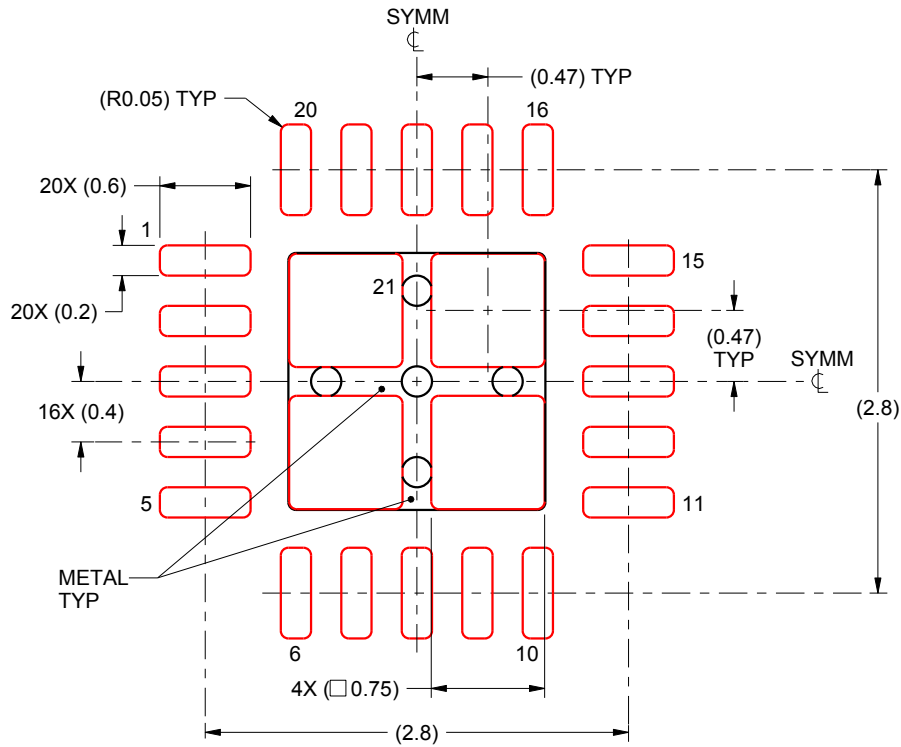 SYMM
(0.47) TYP
(R0.05) TYP
20
16
20X (0.6)
1
15
21
20X (0.2)
(0.47)
TYP
SYMM
16X (0.4)
(2.8)
5
11
METAL
TYP
6
10
4X (□0.75)
(2.8)